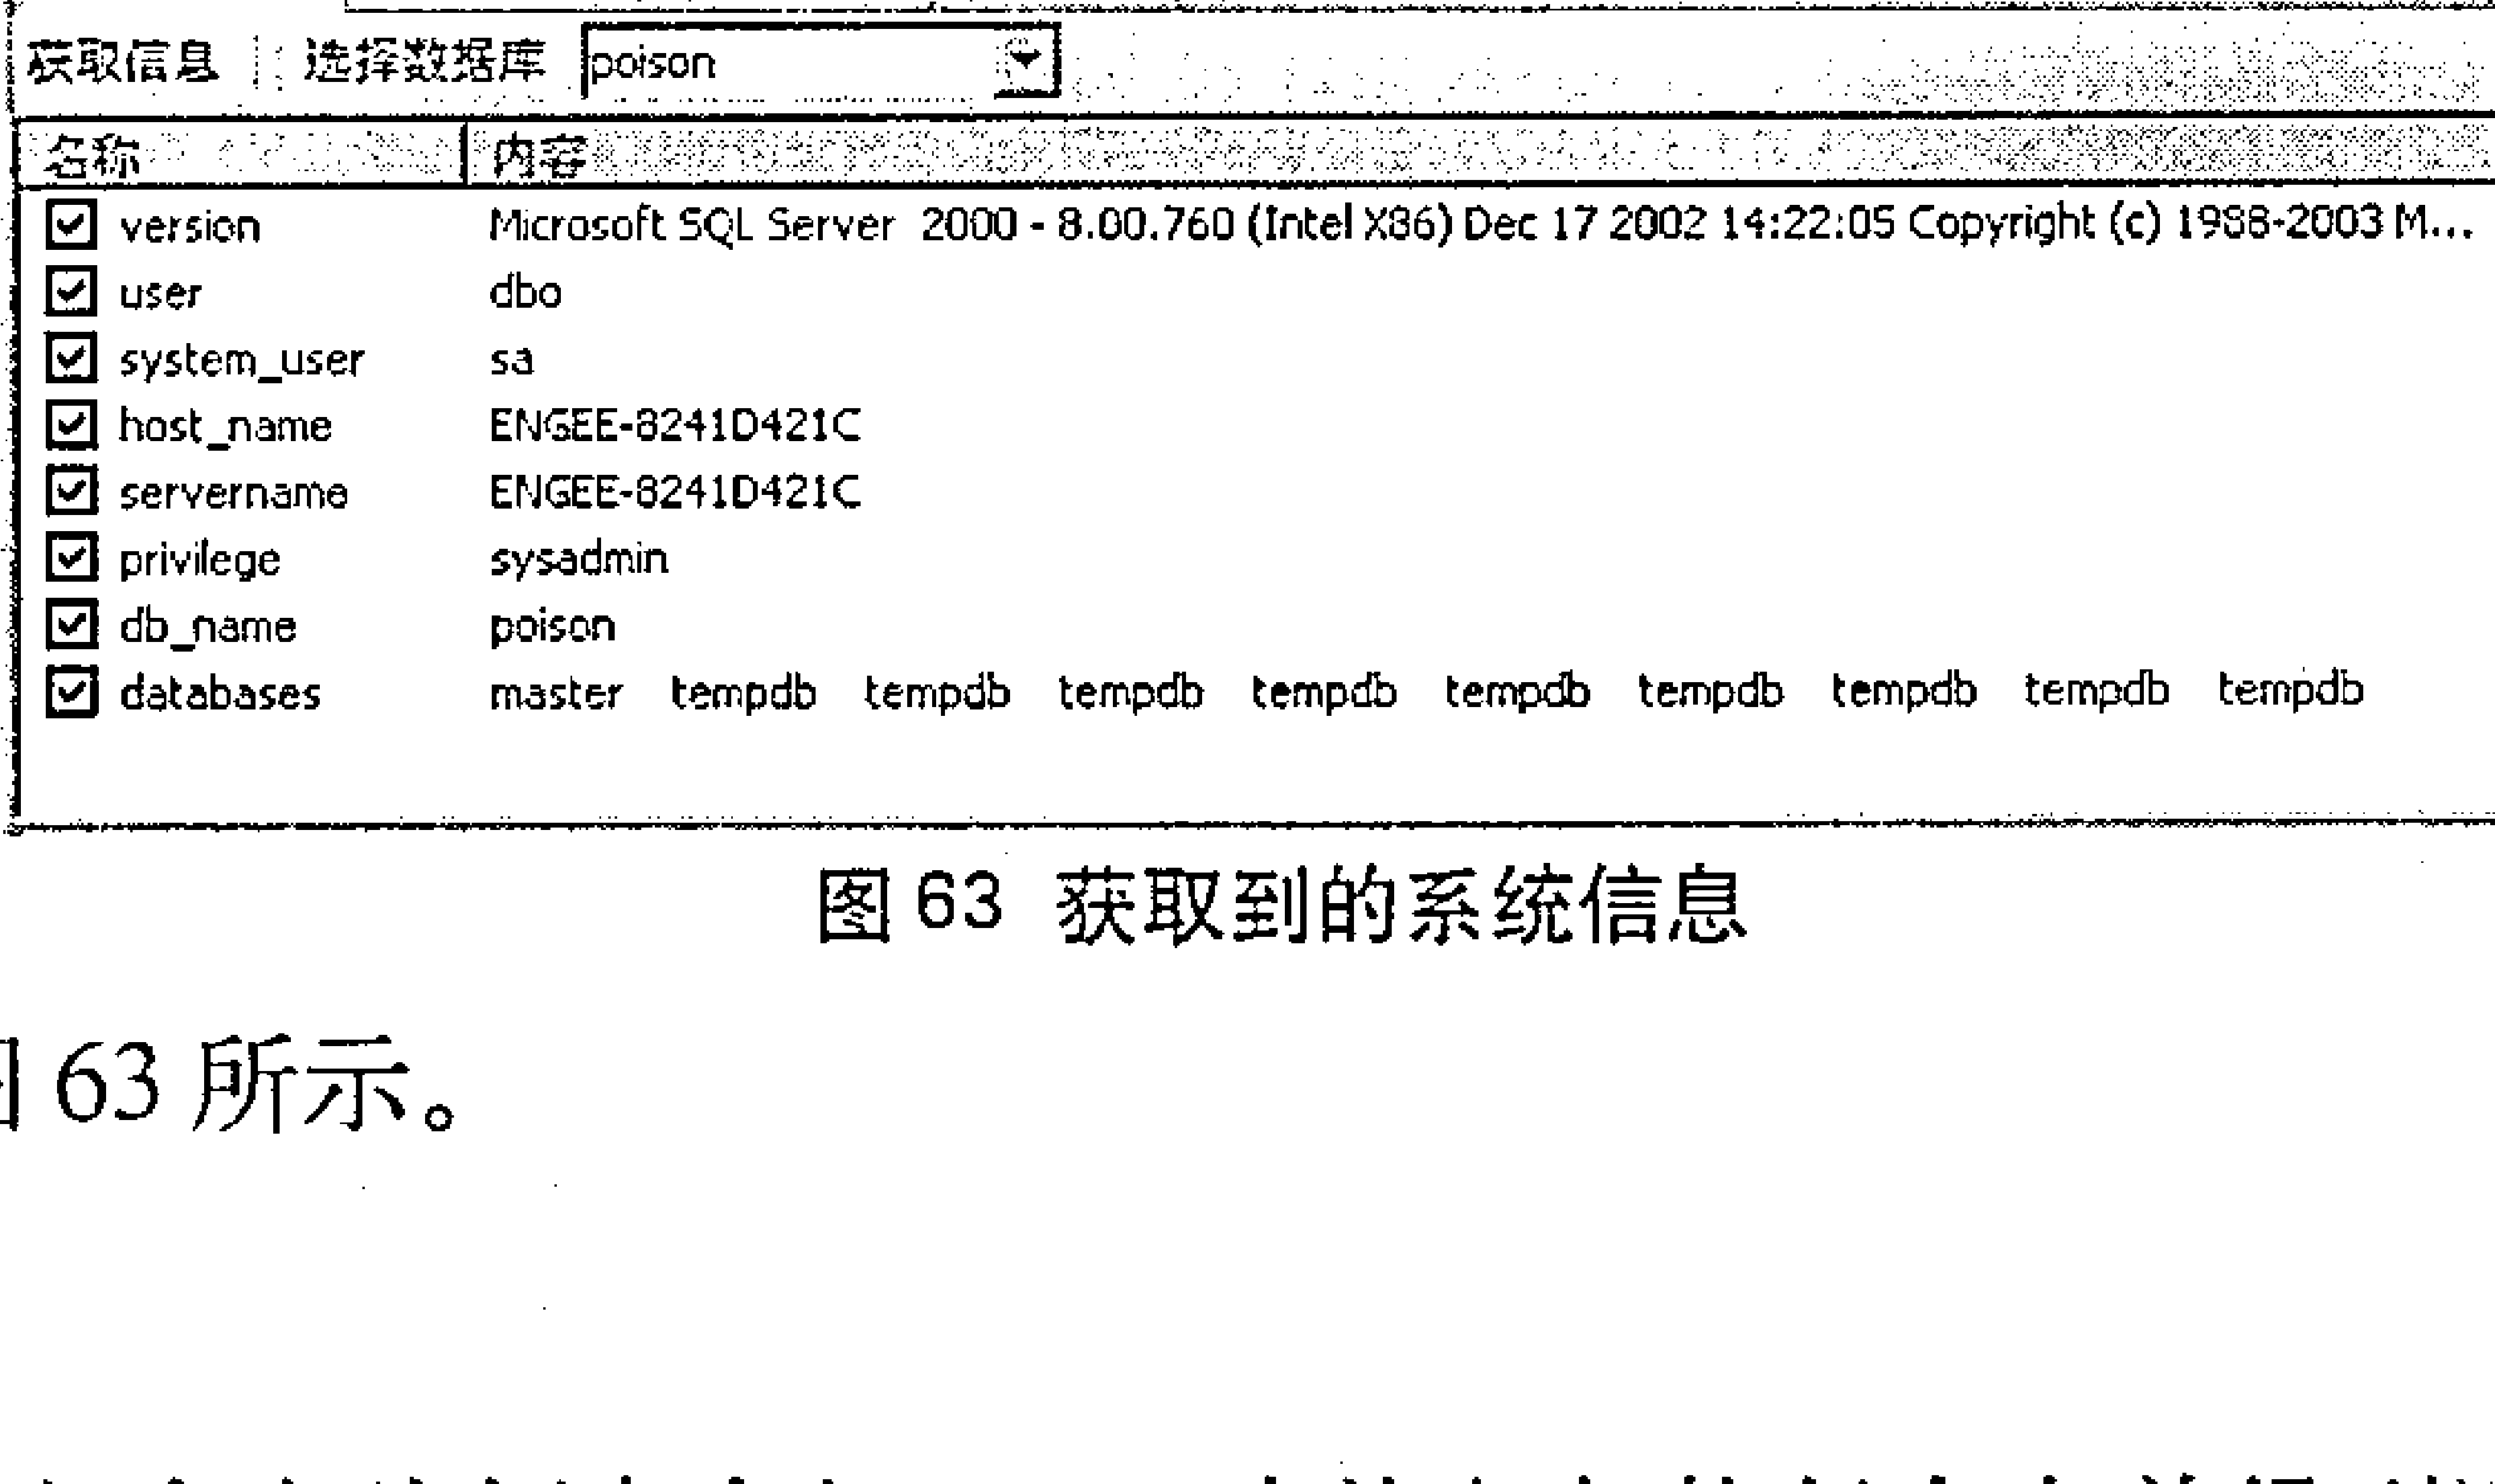 获取信息 选择数据库 poison
名称 内容
version Microsoft SQL Server 2000 - 8.00.760 (Intel X86) Dec 17 2002 14:22:05 Copyright (c) 1988-2003 M...
user dbo
system_user sa
host_name ENGEE-8241D421C
servername ENGEE-8241D421C
privilege sysadmin
db_name poison
databases master tempdb tempdb tempdb tempdb tempdb tempdb tempdb tempdb tempdb
图 63 获取到的系统信息
63 所示。